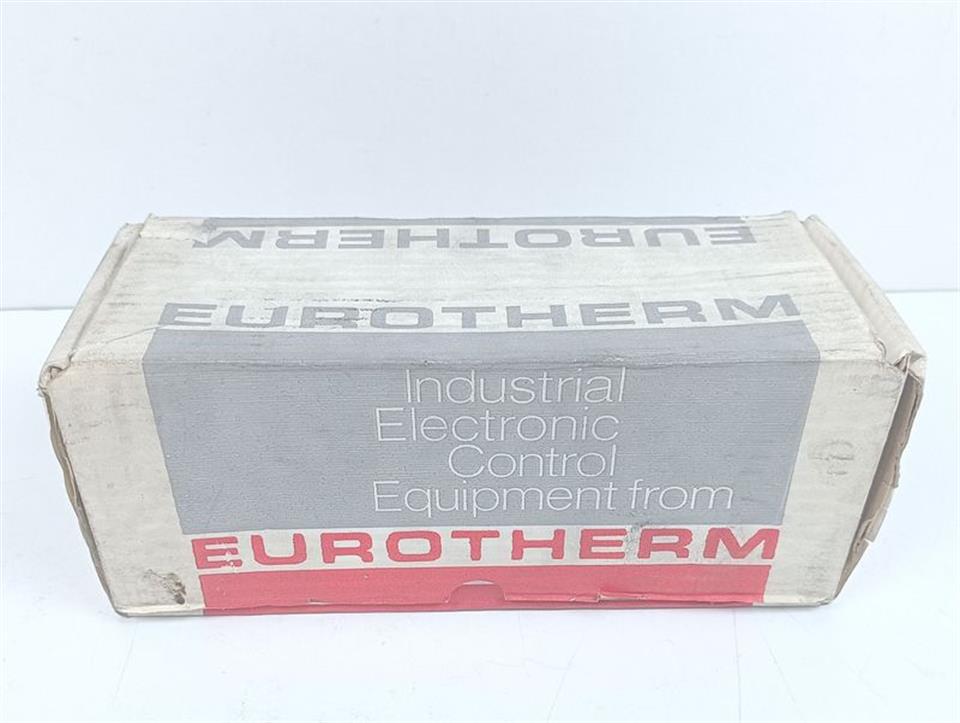 EUROTHERM
EUROTHERM
Industrial
Electronic
Control
Equipment from
EUROTHERM